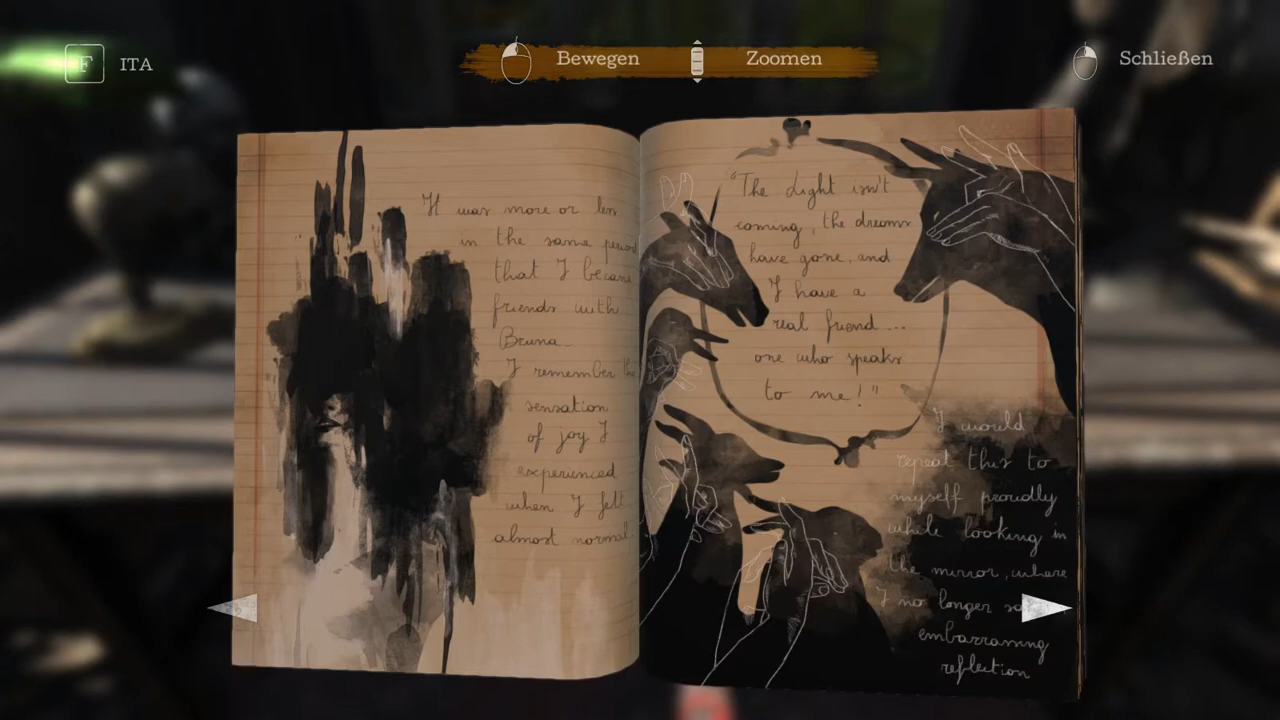 F ITA
Bewegen
Zoomen
Schließen
It was more or less
in the same period
that I became
friends with
Bruna.
I remember the
sensation
of joy I
experienced
when I felt
almost normal.
"The Light isn't
coming, the dreams
have gone, and
I have a
real friend...
one who speaks
to me!"
I would
repeat this to
myself proudly
while looking in
the mirror, where
I no longer
embarrassing
reflection